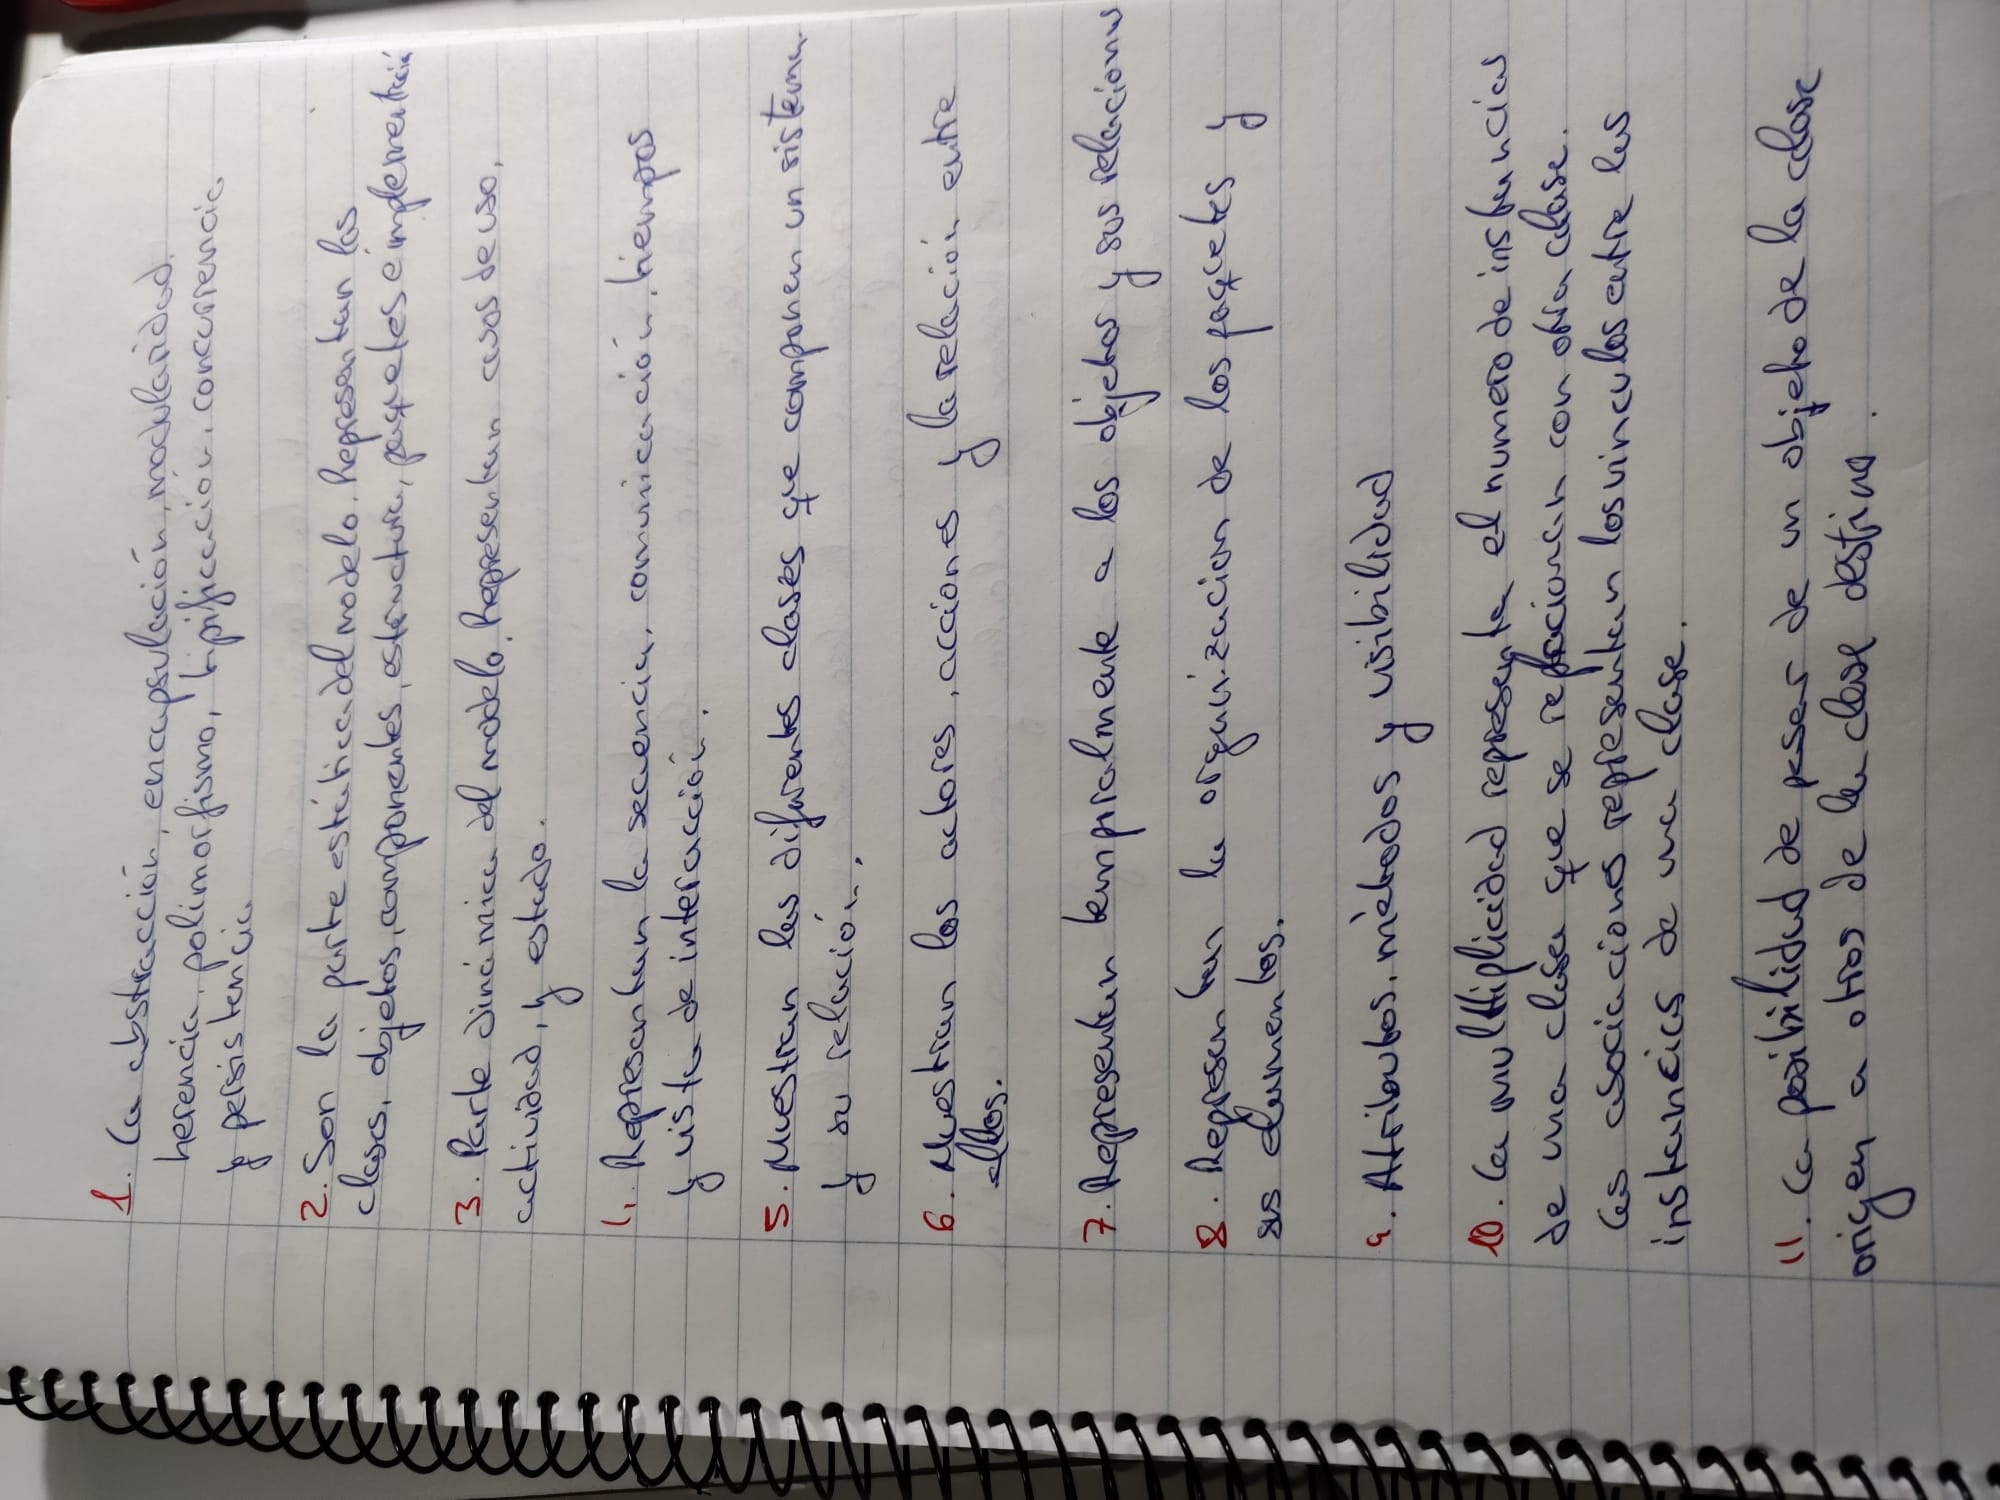 1. La abstracción, encapsulación, modularidad.
herencia, polimorfismo, tipificación, concurrencia
y persistencia
2. Son la parte estática del modelo. Representan las
clases, objetos, componentes, estructura, paquetes e implementación
3. Parte dinámica del modelo. Representan casos de uso,
actividad, y estado.
4. Representan la secuencia, comunicación, tiempos
y vista de interacción.
5. Muestran las diferentes clases que componen un sistema
y su relación.
6. Muestran los actores, acciones y la relación entre
ellos.
7. Representan temporalmente a los objetos y sus relaciones
8. Representan la organización de los paquetes y
sus elementos.
9. Atributos, métodos y visibilidad
10. La multiplicidad representa el numero de instancias
de una clase que se relacionan con otra clase.
Las asociaciones representan los vinculos entre las
instancias de una clase.
11. La posibilidad de pasar de un objeto de la clase
origen a otros de la clase destino.